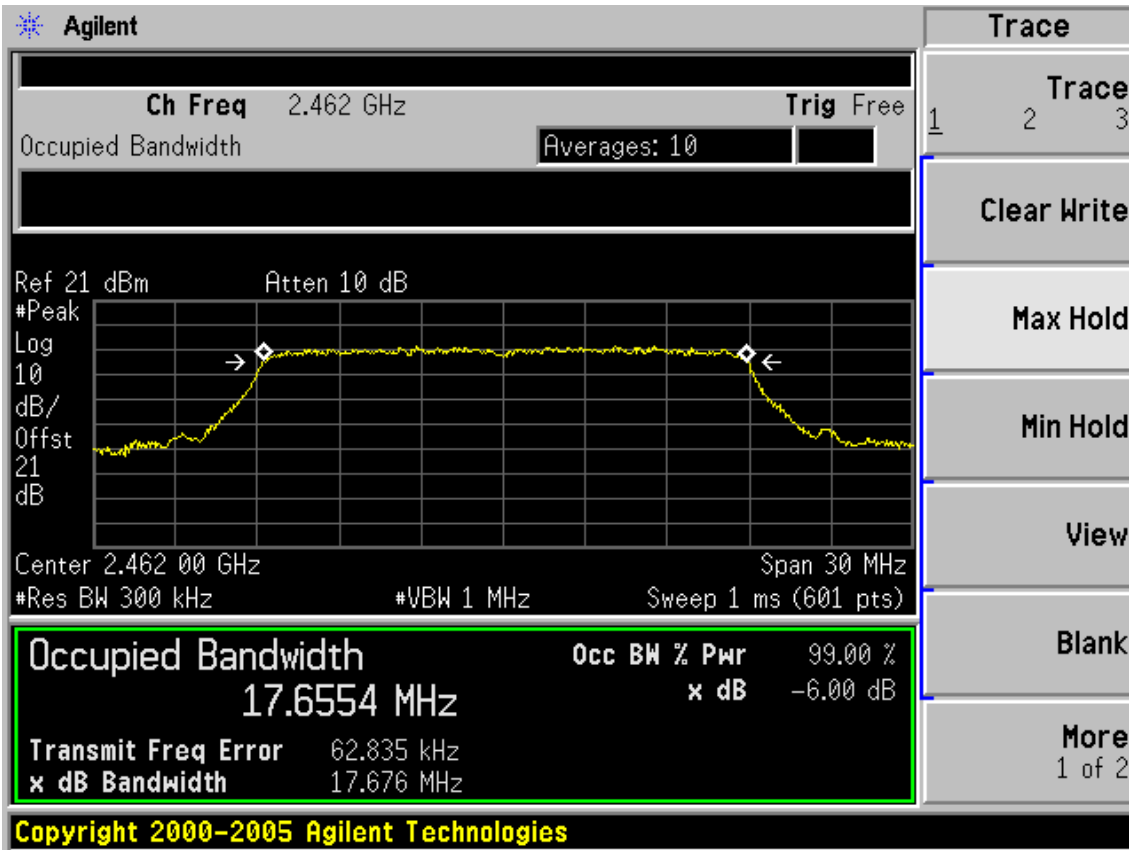 Agilent
Trace
Ch Freq 2.462 GHz Trig Free
Occupied Bandwidth Averages: 10
Ref 21 dBm Atten 10 dB
#Peak
Log
10
dB/
Offst
21
dB
Center 2.462 00 GHz Span 30 MHz
#Res BW 300 kHz #VBW 1 MHz Sweep 1 ms (601 pts)
Occupied Bandwidth
17.6554 MHz
Occ BW % Pwr 99.00 %
x dB -6.00 dB
Transmit Freq Error 62.835 kHz
x dB Bandwidth 17.676 MHz
Trace
1 2 3
Clear Write
Max Hold
Min Hold
View
Blank
More
1 of 2
Copyright 2000-2005 Agilent Technologies